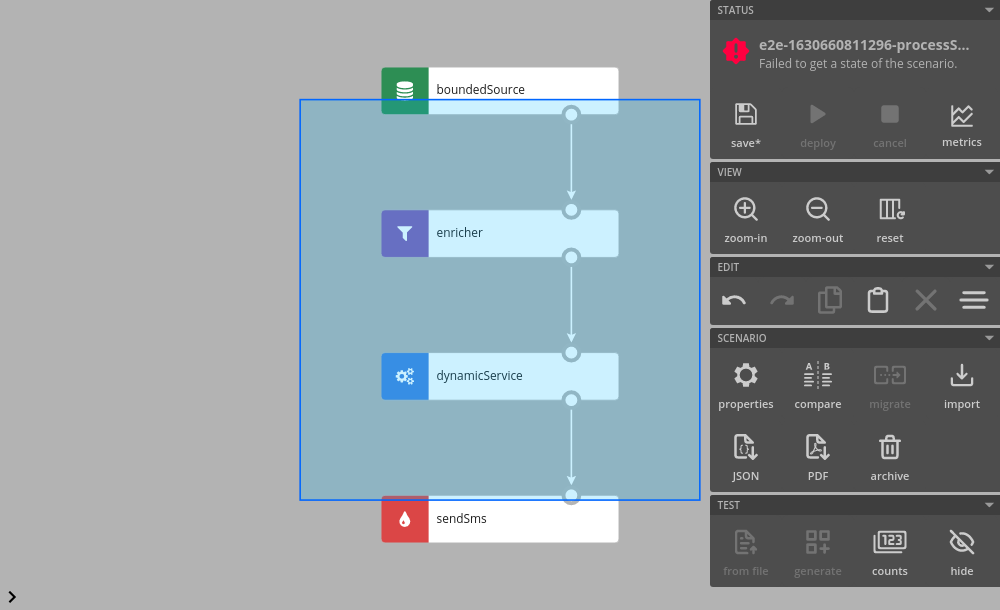 boundedSource
enricher
dynamicService
sendSms
STATUS
e2e-1630660811296-processS...
Failed to get a state of the scenario.
save* deploy cancel metrics
VIEW
zoom-in zoom-out reset
EDIT
SCENARIO
A B
properties compare migrate import
JSON PDF archive
TEST
123
from file generate counts hide